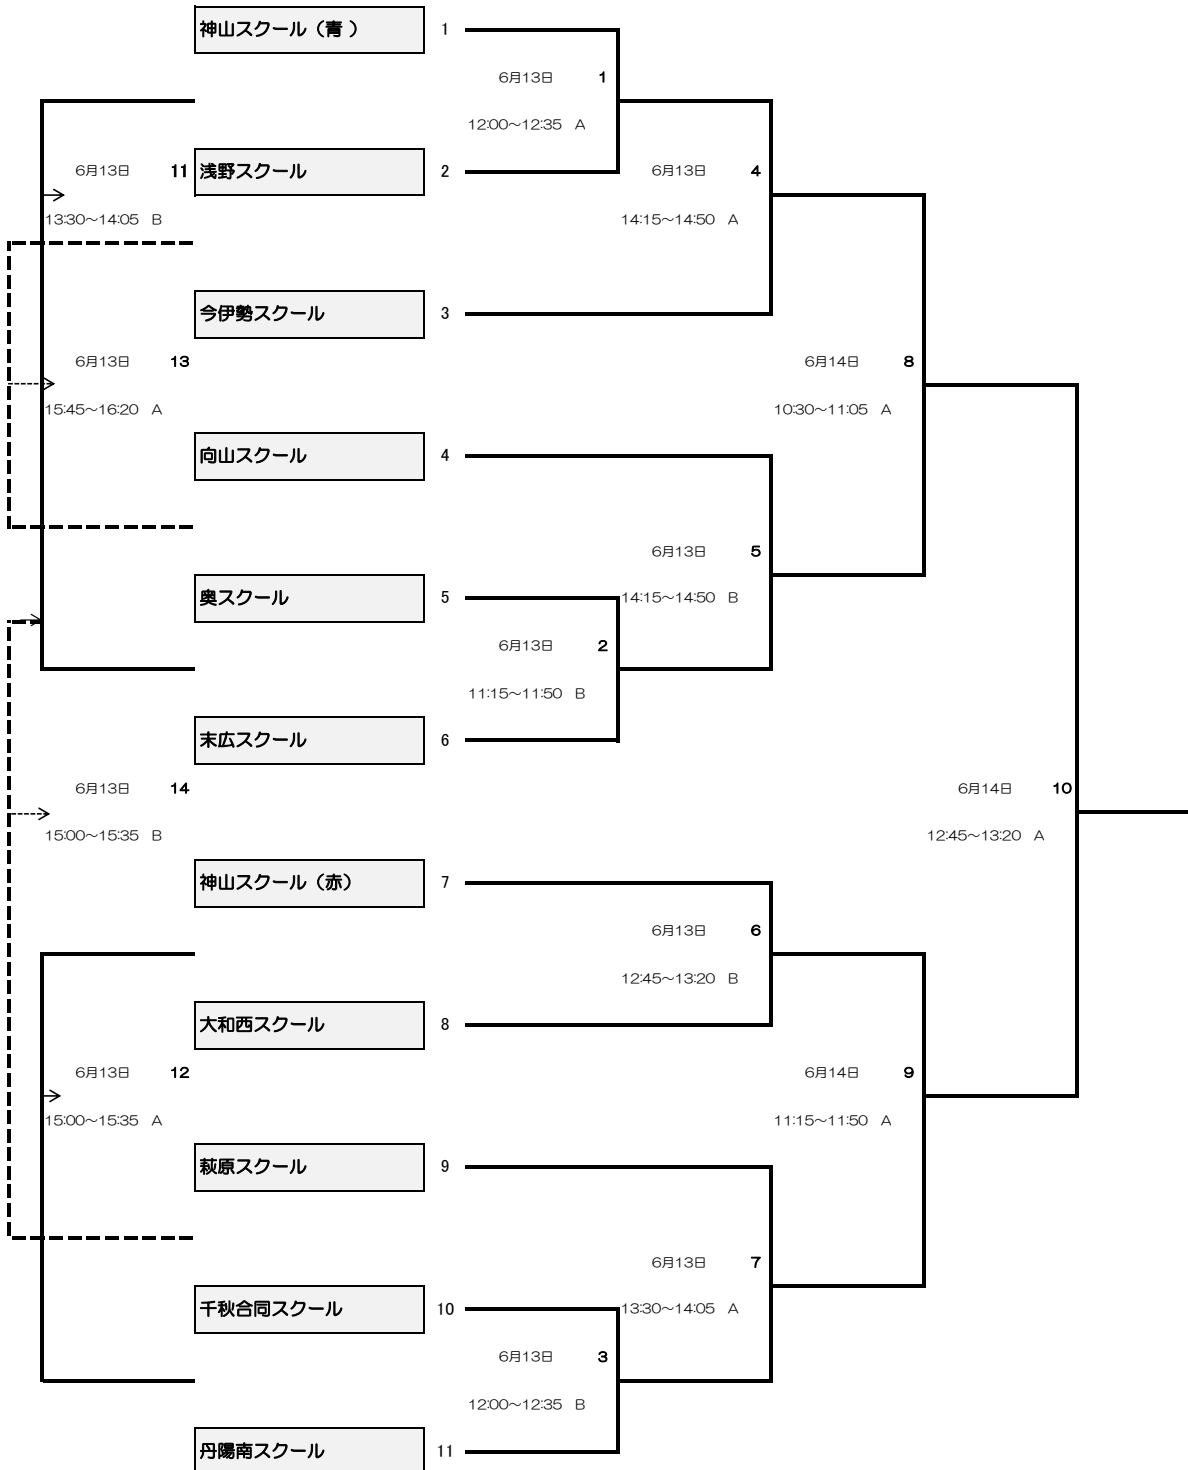 神山スクール（青 ） 1
6月13日 1
12:00～12:35 A
6月13日 11 浅野スクール 2 6月13日 4
13:30～14:05 B 14:15～14:50 A
今伊勢スクール 3
6月13日 13 6月14日 8
15:45～16:20 A 10:30～11:05 A
向山スクール 4
6月13日 5
奥スクール 5 14:15～14:50 B
6月13日 2
11:15～11:50 B
末広スクール 6
6月13日 14 6月14日 10
15:00～15:35 B 12:45～13:20 A
神山スクール（赤） 7
6月13日 6
12:45～13:20 B
大和西スクール 8
6月13日 12 6月14日 9
15:00～15:35 A 11:15～11:50 A
萩原スクール 9
6月13日 7
千秋合同スクール 10 13:30～14:05 A
6月13日 3
12:00～12:35 B
丹陽南スクール 11